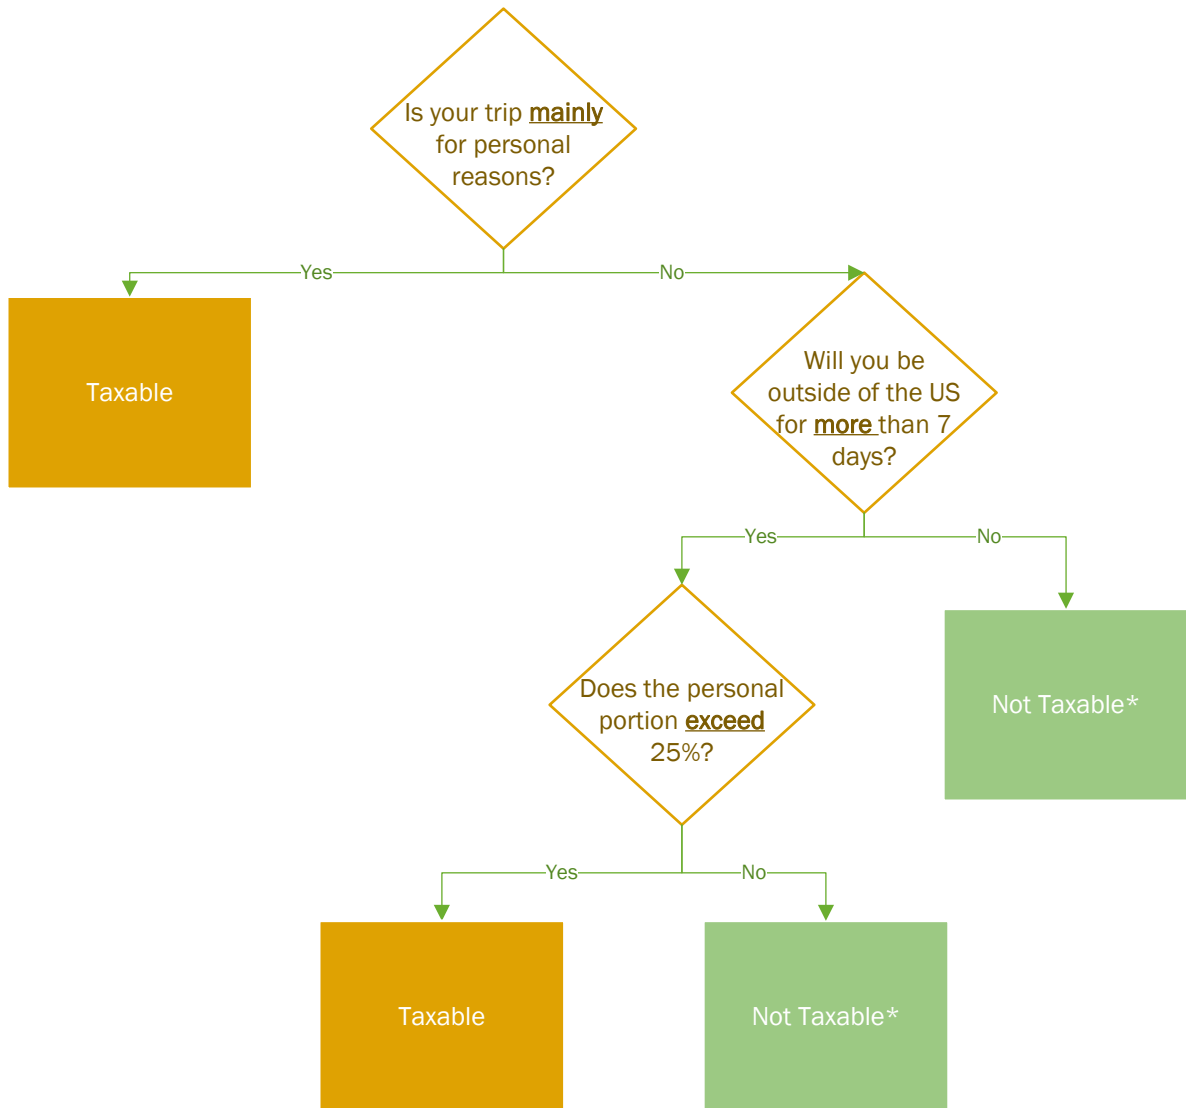 Is your trip mainly
for personal
reasons?
Yes
No
Taxable
Will you be
outside of the US
for more than 7
days?
Yes
No
Does the personal
portion exceed
25%?
Not Taxable*
Yes
No
Taxable
Not Taxable*